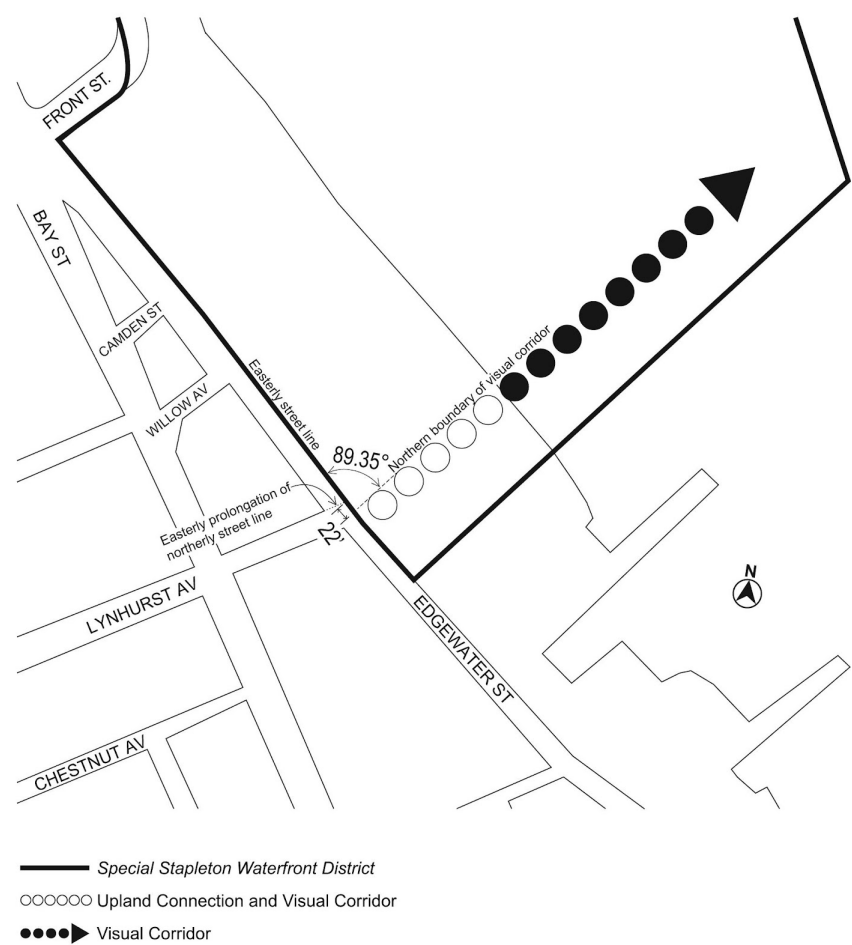 FRONT ST.
BAY ST
CAMDEN ST
WILLOW AV
Easterly street line
Northern boundary of visual corridor
89.35°
Easterly prolongation of
northerly street line
22'
N
LYNHURST AV
EDGEWATER ST
CHESTNUT AV
Special Stapleton Waterfront District
Upland Connection and Visual Corridor
Visual Corridor